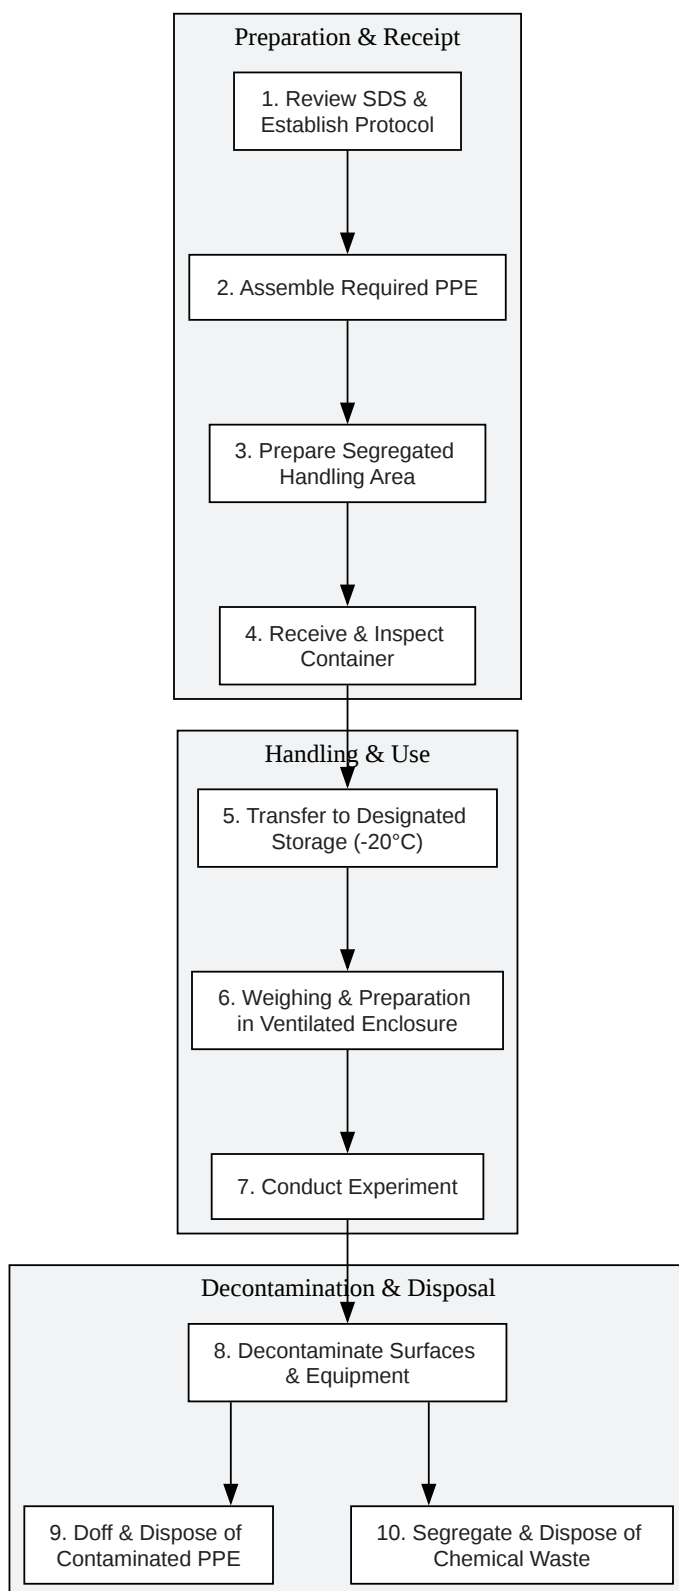 Preparation & Receipt
1. Review SDS &
Establish Protocol
2. Assemble Required PPE
3. Prepare Segregated
Handling Area
4. Receive & Inspect
Container
Handling & Use
5. Transfer to Designated
Storage (-20°C)
6. Weighing & Preparation
in Ventilated Enclosure
7. Conduct Experiment
Decontamination & Disposal
8. Decontaminate Surfaces
& Equipment
9. Doff & Dispose of
Contaminated PPE
10. Segregate & Dispose of
Chemical Waste